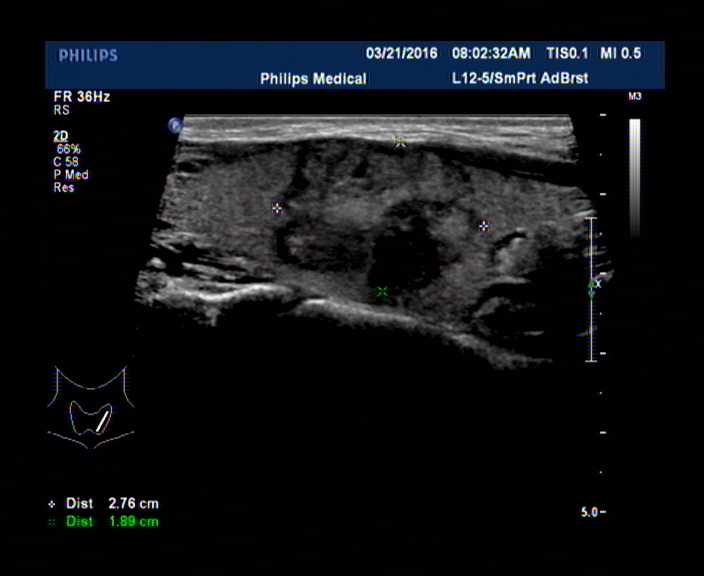 PHILIPS
03/21/2016 08:02:32AM TIS0.1 MI 0.5
Philips Medical L12-5/SmPrt AdBrst
FR 36Hz
RS
2D
66%
C 58
P Med
Res
M3
P
x
Dist 2.76 cm
Dist 1.89 cm
5.0